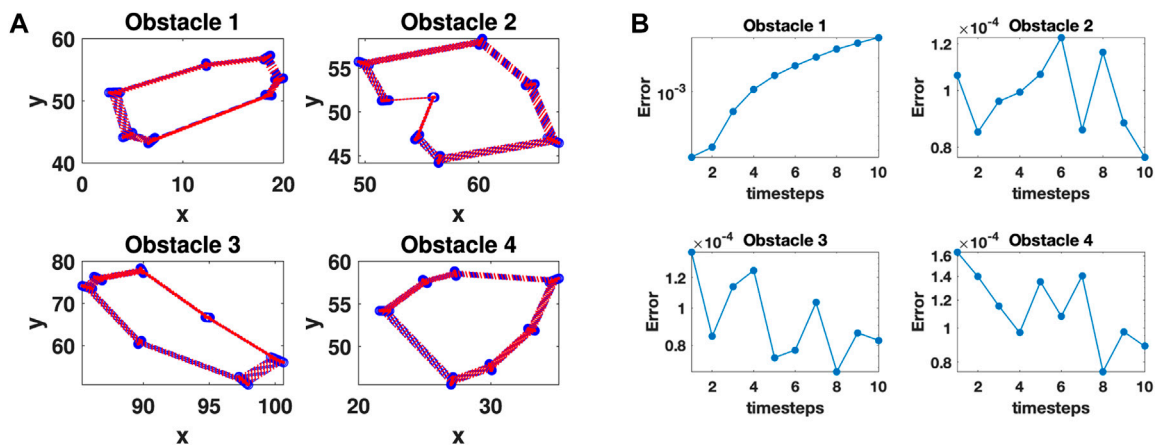 A
Obstacle 1
60
y
50
40
0 10 20
x
Obstacle 2
55
50
45
50 60
x
Obstacle 3
80
y
70
60
90 95 100
x
Obstacle 4
60
y
55
50
20 30
x
B
Obstacle 1
Error
10-3
2 4 6 8 10
timesteps
×10-4
Obstacle 2
1.2
1
0.8
2 4 6 8 10
timesteps
×10-4
Obstacle 3
Error
1.2
1
0.8
2 4 6 8 10
timesteps
×10-4
Obstacle 4
Error
1.6
1.4
1.2
1
0.8
2 4 6 8 10
timesteps